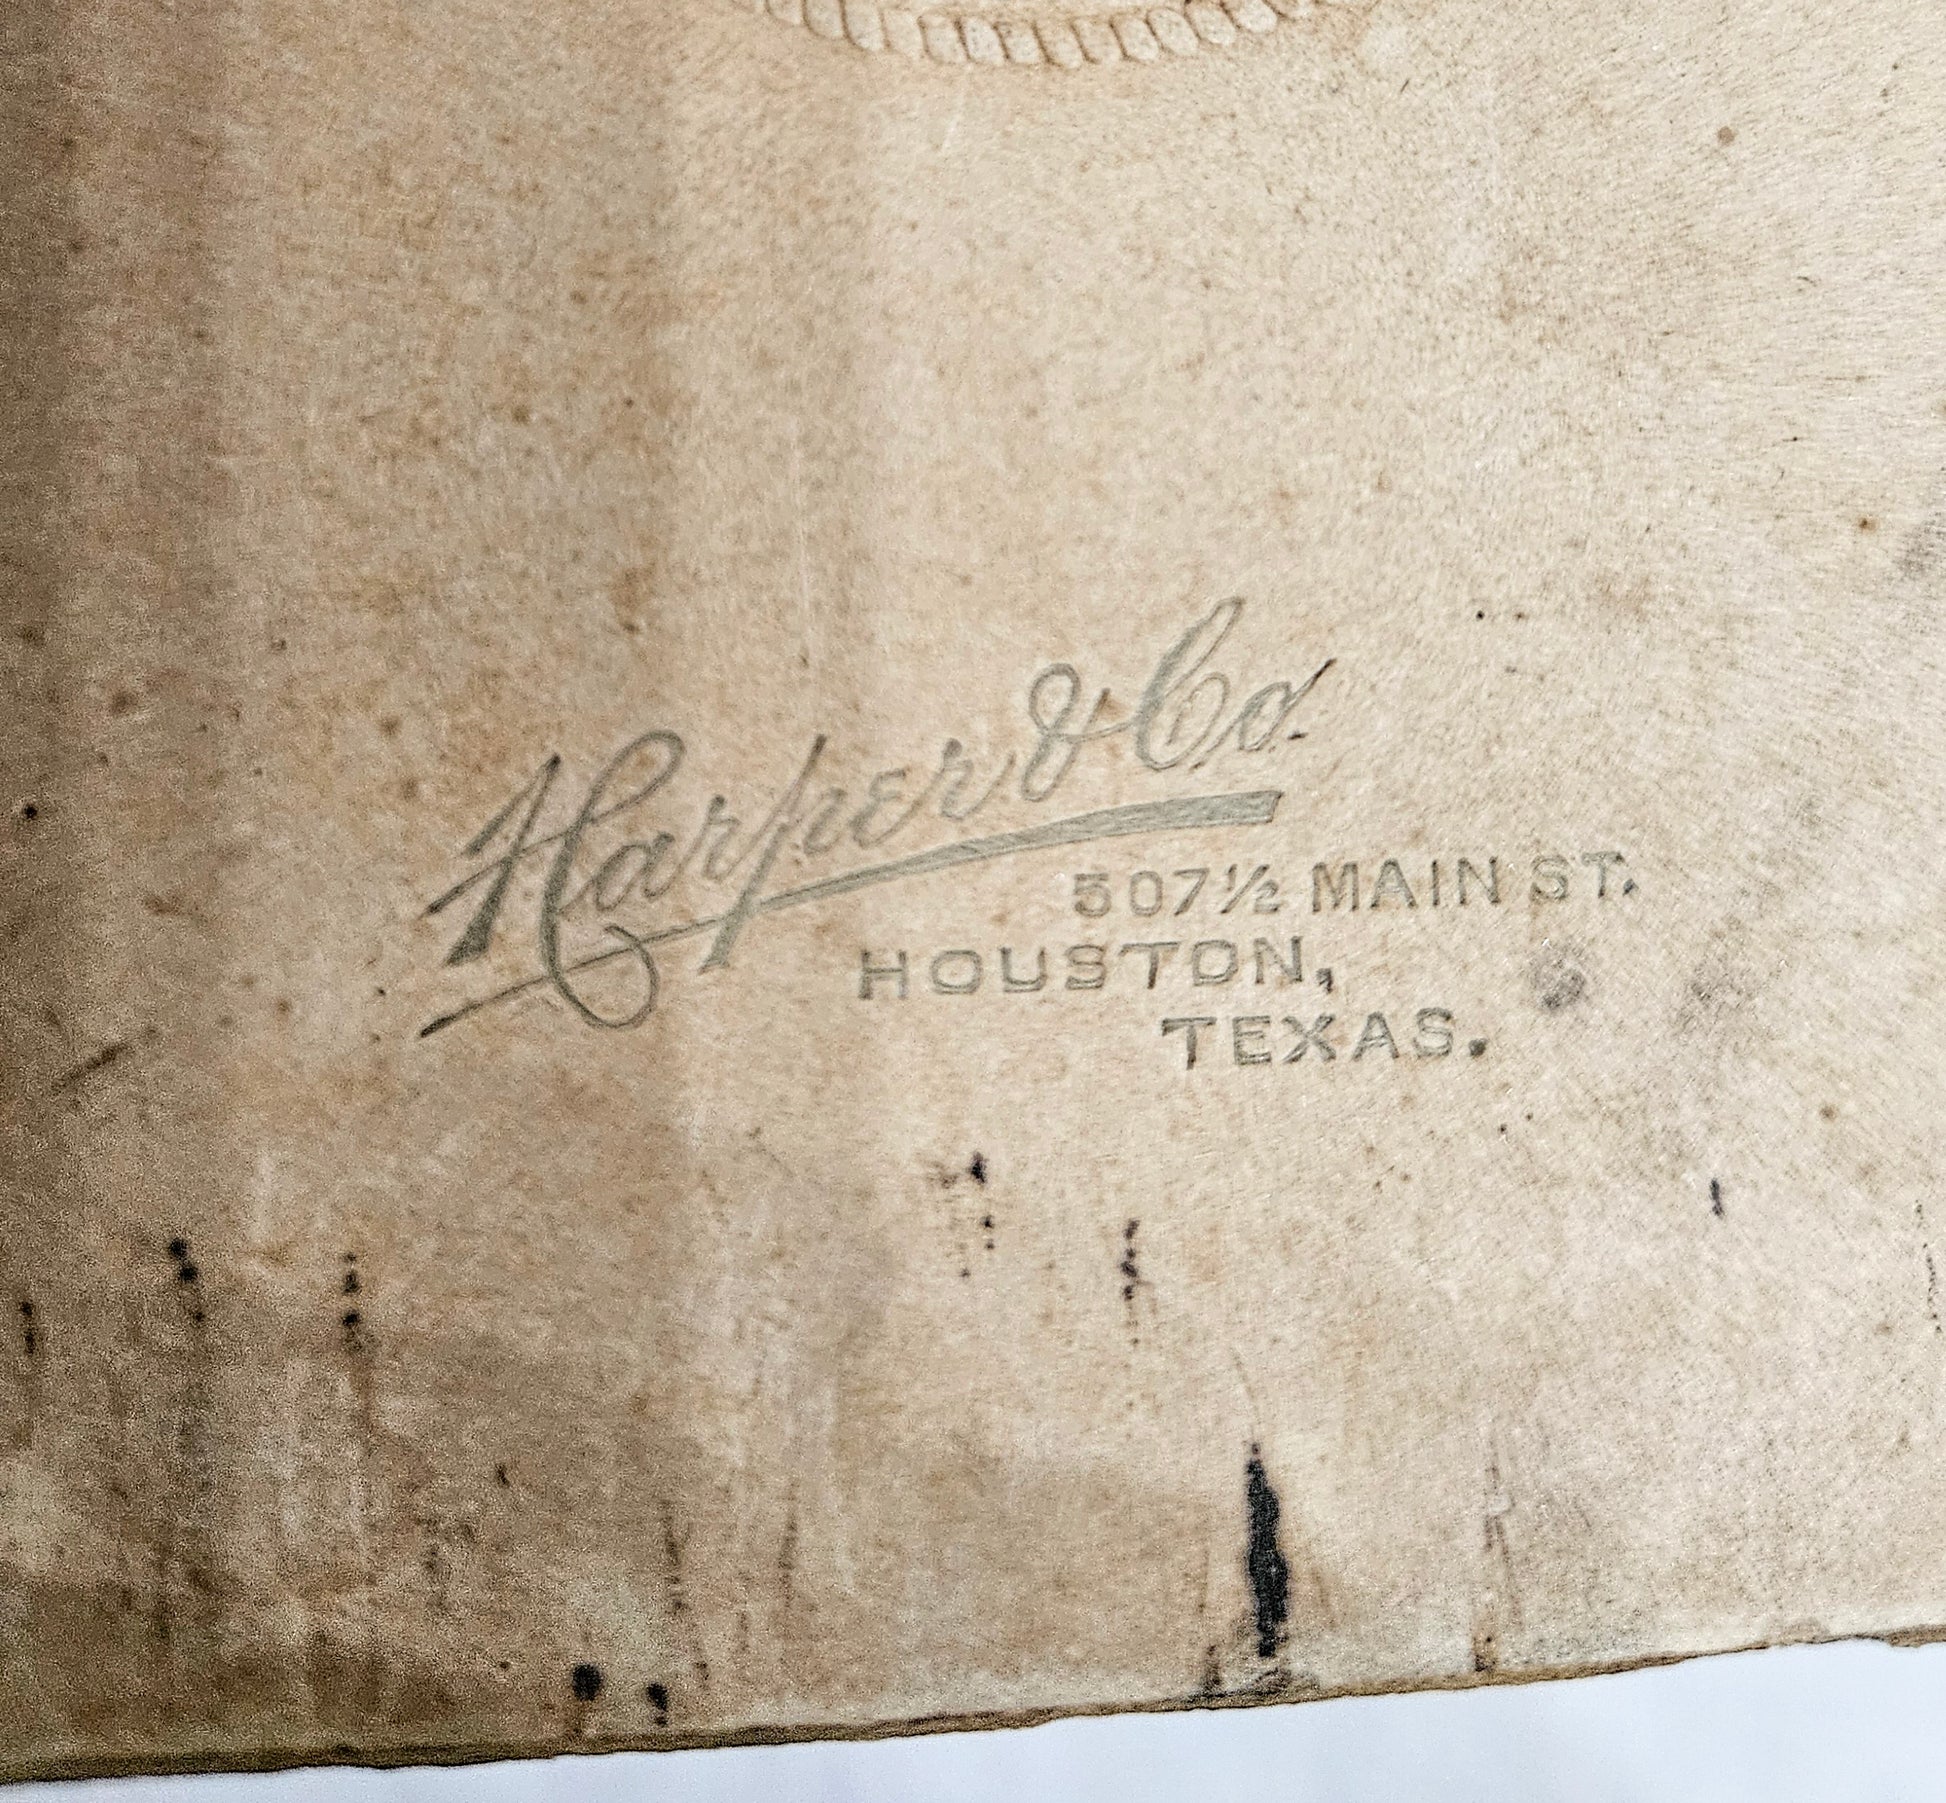 Harper & Co.
507½ MAIN ST.
HOUSTON,
TEXAS.